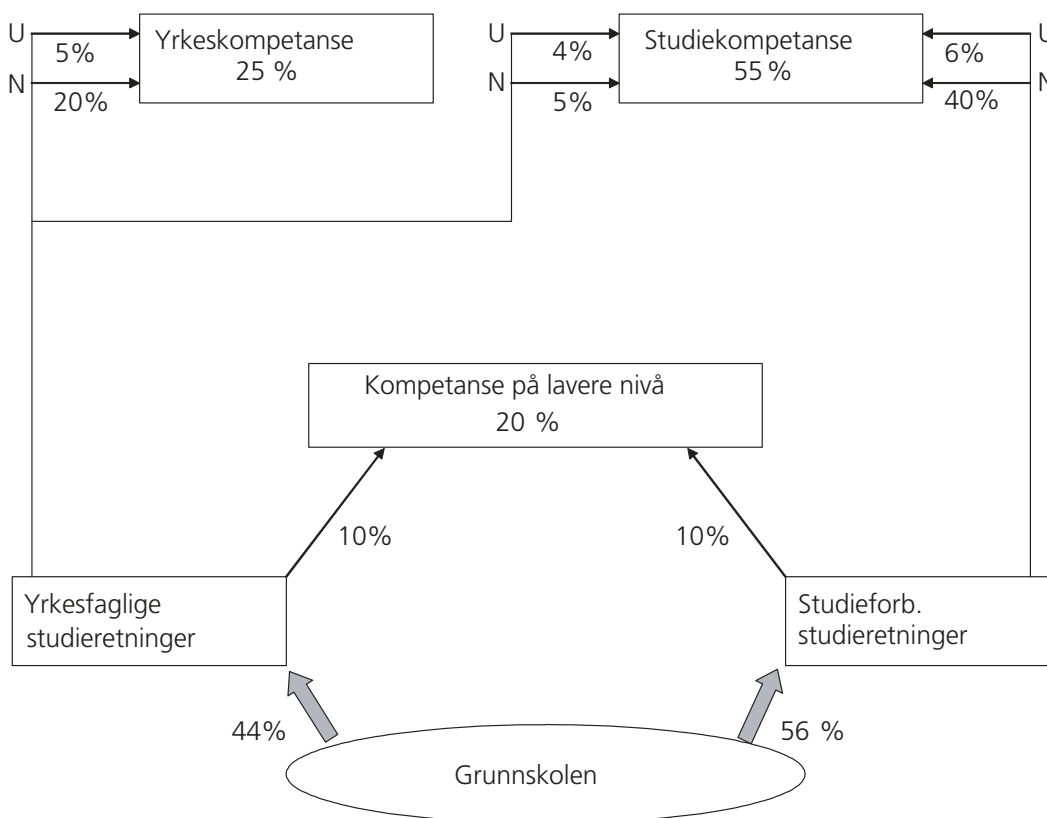 U
5%
N
20%
Yrkeskompetanse
25 %
U
4%
N
5%
Studiekompetanse
55 %
U
6%
N
40%
Kompetanse på lavere nivå
20 %
10%
10%
Yrkesfaglige
studieretninger
Studieforb.
studieretninger
44%
56 %
Grunnskolen